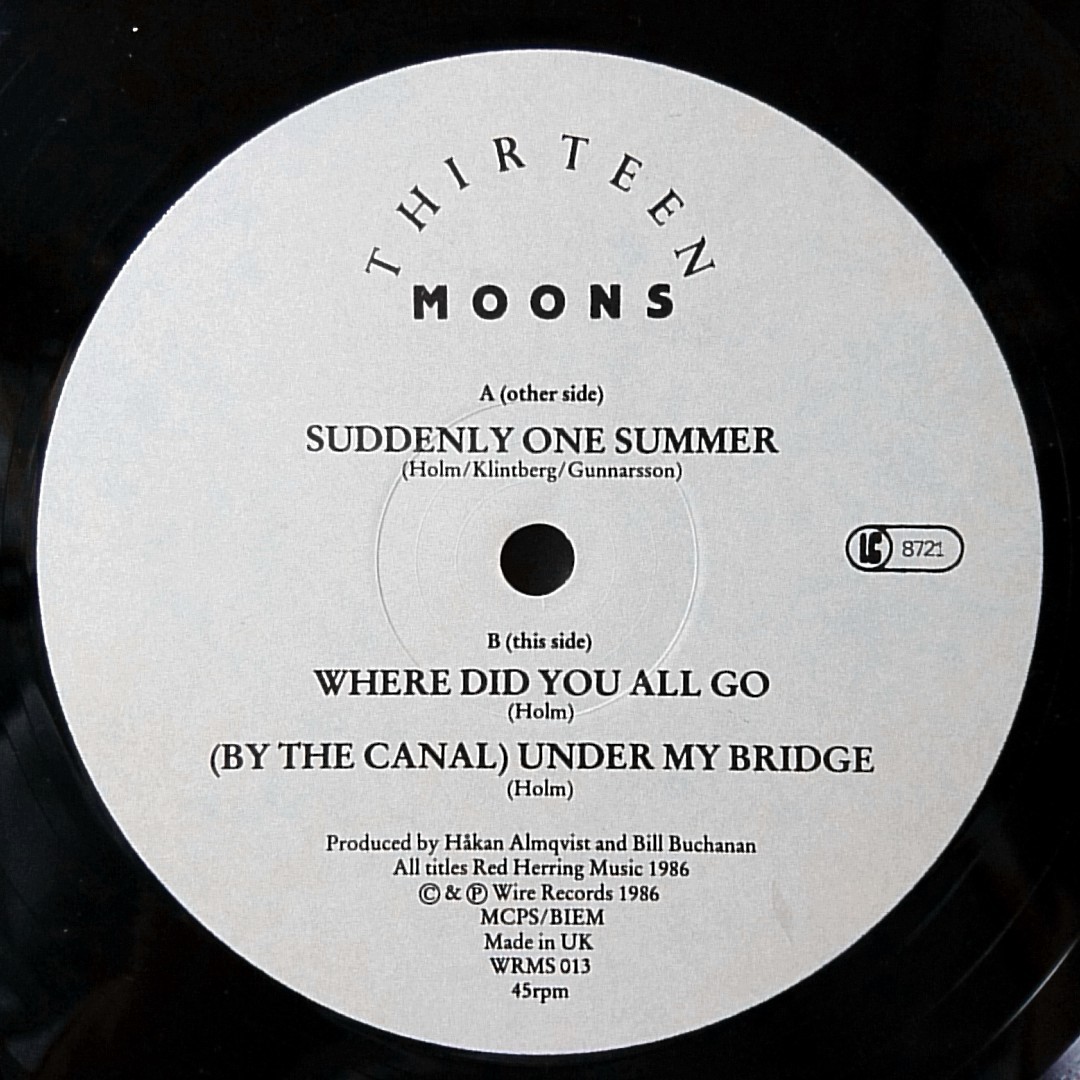 THIRTEEN
MOONS
A (other side)
SUDDENLY ONE SUMMER
(Holm/Klintberg/Gunnarsson)
LC 8721
B (this side)
WHERE DID YOU ALL GO
(Holm)
(BY THE CANAL) UNDER MY BRIDGE
(Holm)
Produced by Håkan Almqvist and Bill Buchanan
All titles Red Herring Music 1986
© & ℗ Wire Records 1986
MCPS/BIEM
Made in UK
WRMS 013
45rpm